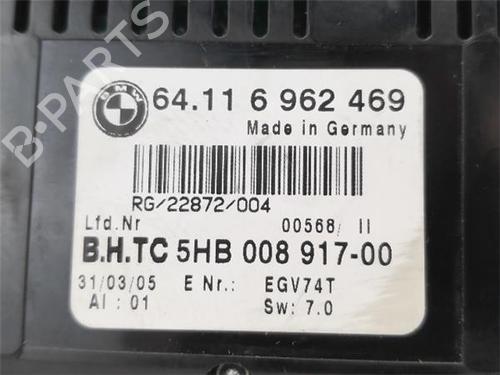 BMW
64.11 6 962 469
Made in Germany
RG/22872/004
Lfd.Nr 00568/ II
B.H.TC 5HB 008 917-00
31/03/05 E Nr.: EGV74T
AI : 01 Sw: 7.0
B-PARTS